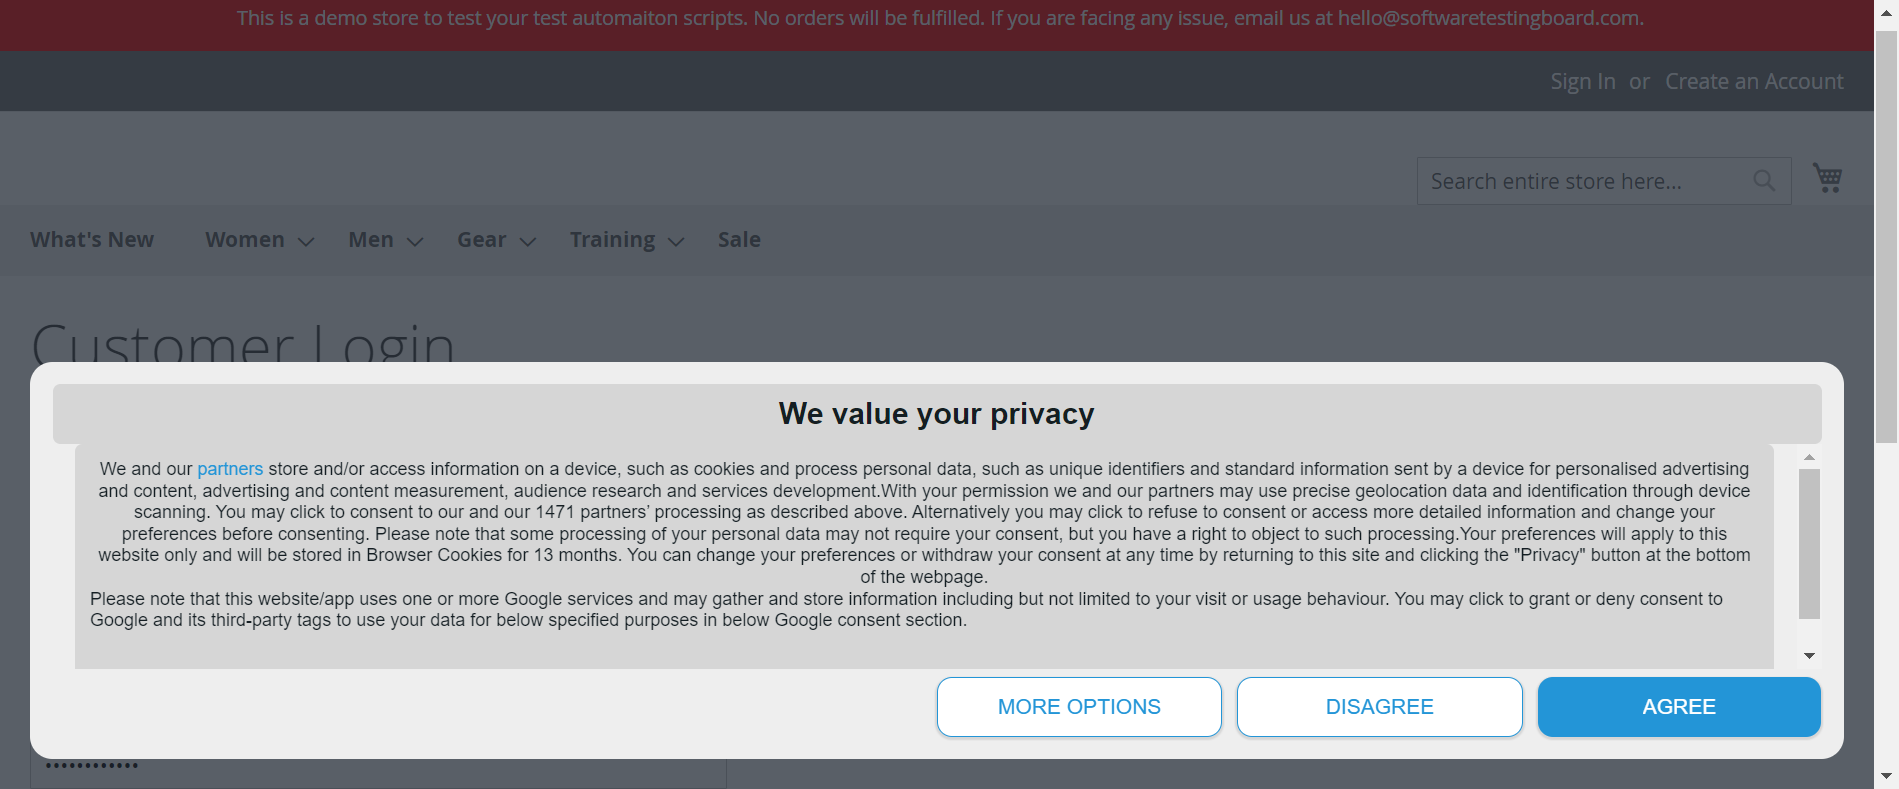 This is a demo store to test your test automaiton scripts. No orders will be fulfilled. If you are facing any issue, email us at hello@softwaretestingboard.com.
Sign In or Create an Account
Search entire store here...
What's New Women Men Gear Training Sale
Customer Login
We value your privacy
We and our partners store and/or access information on a device, such as cookies and process personal data, such as unique identifiers and standard information sent by a device for personalised advertising
and content, advertising and content measurement, audience research and services development.With your permission we and our partners may use precise geolocation data and identification through device
scanning. You may click to consent to our and our 1471 partners’ processing as described above. Alternatively you may click to refuse to consent or access more detailed information and change your
preferences before consenting. Please note that some processing of your personal data may not require your consent, but you have a right to object to such processing.Your preferences will apply to this
website only and will be stored in Browser Cookies for 13 months. You can change your preferences or withdraw your consent at any time by returning to this site and clicking the "Privacy" button at the bottom
of the webpage.
Please note that this website/app uses one or more Google services and may gather and store information including but not limited to your visit or usage behaviour. You may click to grant or deny consent to
Google and its third-party tags to use your data for below specified purposes in below Google consent section.
MORE OPTIONS DISAGREE AGREE